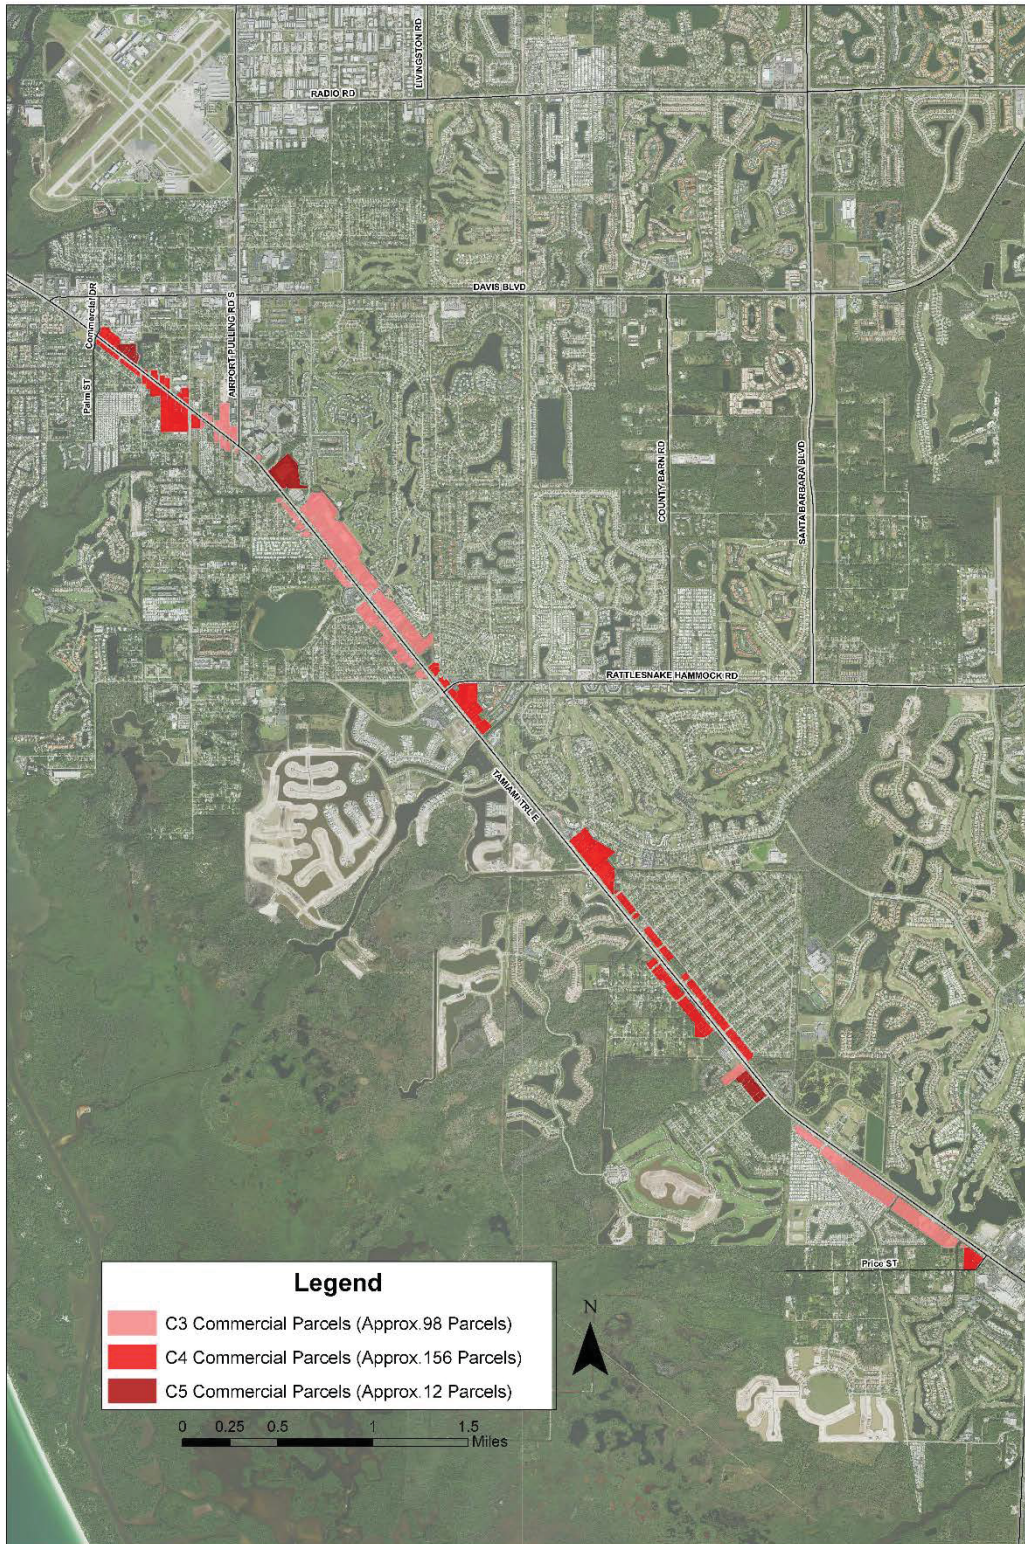 LIVINGSTON RD
RADIO RD
DAVIS BLVD
Commercial DR
AIRPORT-PULLING RD S
Palm ST
COUNTY BARN RD
SANTA BARBARA BLVD
RATTLESNAKE HAMMOCK RD
TAMIAMI TRL E
Price ST
Legend
C3 Commercial Parcels (Approx.98 Parcels)
C4 Commercial Parcels (Approx.156 Parcels)
C5 Commercial Parcels (Approx.12 Parcels)
N
0 0.25 0.5 1 1.5
Miles